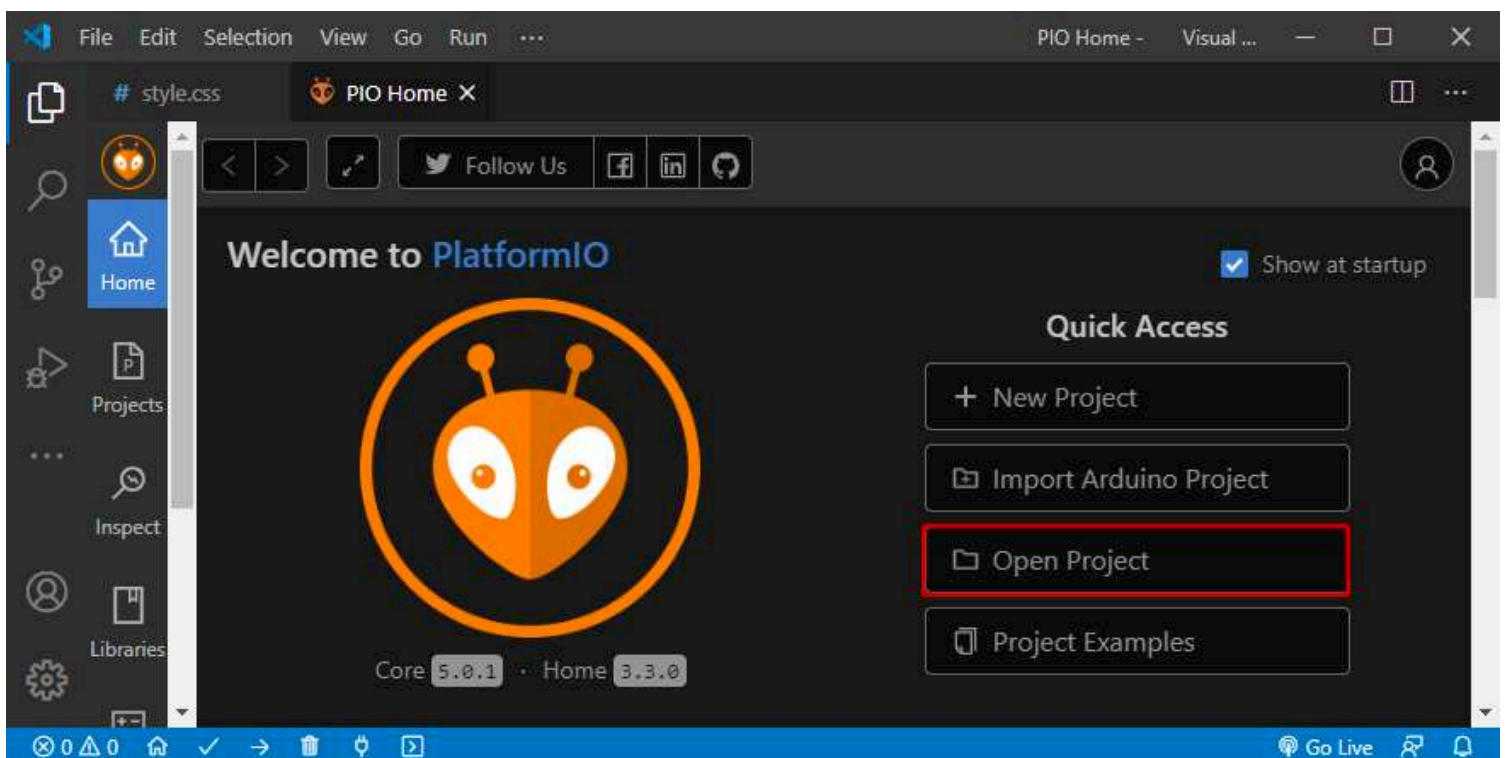 File Edit Selection View Go Run ···
PIO Home - Visual ...
# style.css
PIO Home
Follow Us
Home
Projects
Inspect
Libraries
Welcome to PlatformIO
Show at startup
Quick Access
+ New Project
Import Arduino Project
Open Project
Project Examples
Core 5.0.1 · Home 3.3.0
0 0
Go Live